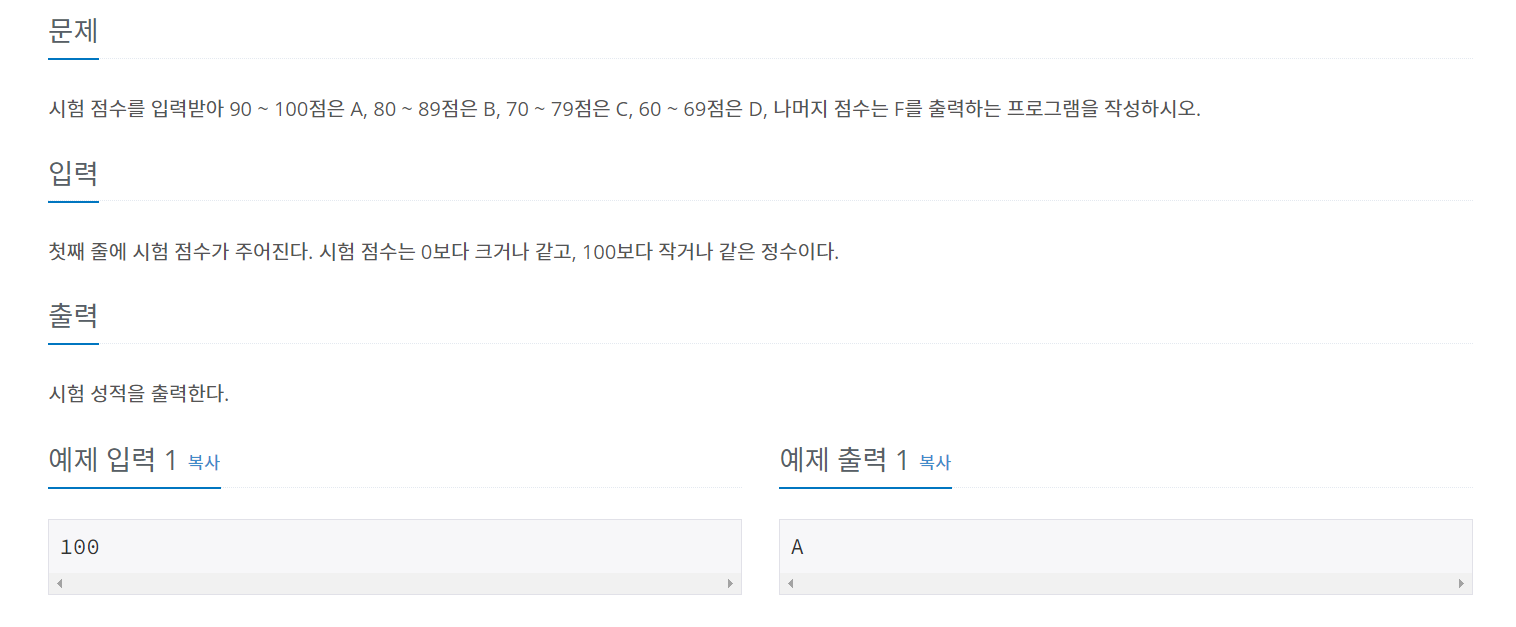 문제
시험 점수를 입력받아 90 ~ 100점은 A, 80 ~ 89점은 B, 70 ~ 79점은 C, 60 ~ 69점은 D, 나머지 점수는 F를 출력하는 프로그램을 작성하시오.
입력
첫째 줄에 시험 점수가 주어진다. 시험 점수는 0보다 크거나 같고, 100보다 작거나 같은 정수이다.
출력
시험 성적을 출력한다.
예제 입력 1 복사
100
예제 출력 1 복사
A